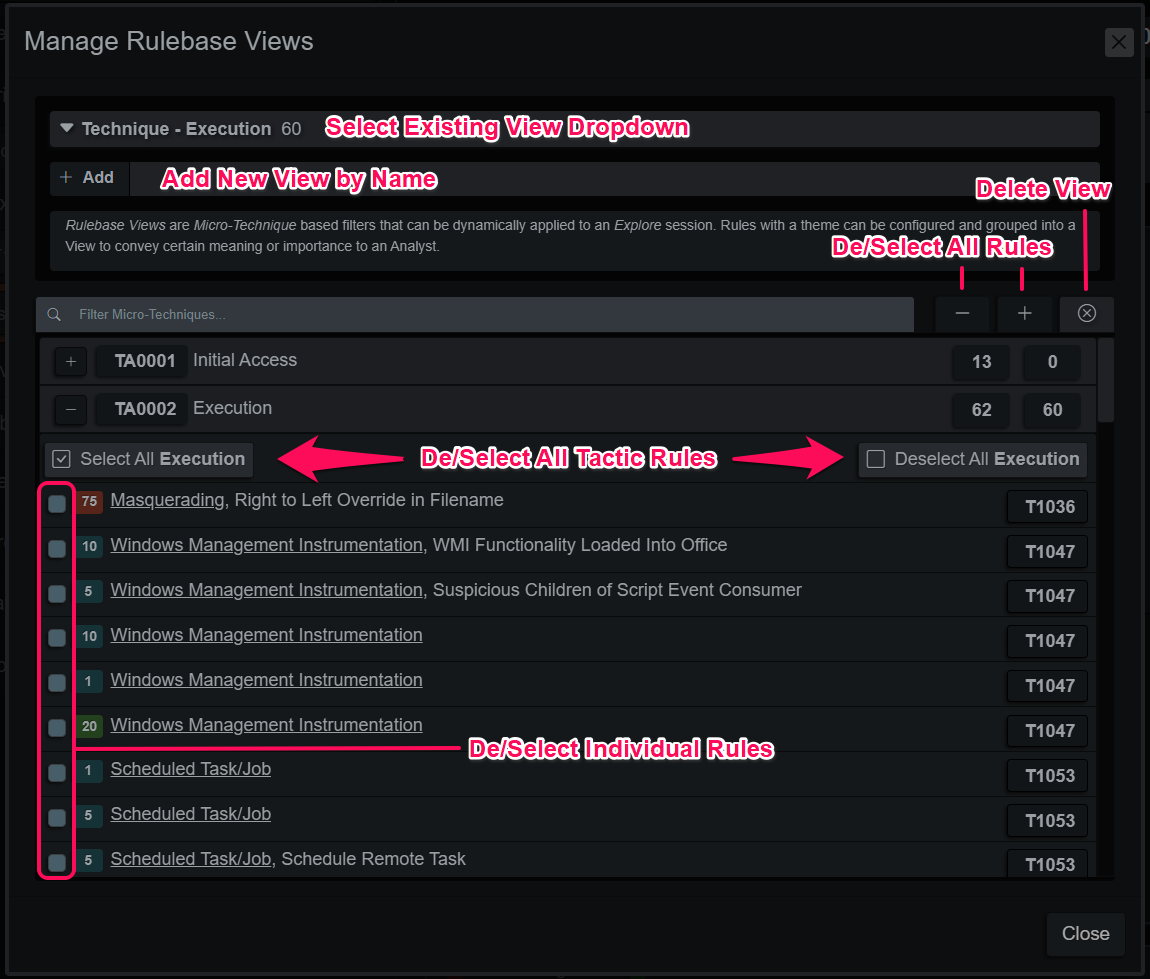 Manage Rulebase Views
Technique - Execution 60 Select Existing View Dropdown
+ Add Add New View by Name
Delete View
Rulebase Views are Micro-Technique based filters that can be dynamically applied to an Explore session. Rules with a theme can be configured and grouped into a
View to convey certain meaning or importance to an Analyst.
De/Select All Rules
Filter Micro-Techniques...
+ TA0001 Initial Access 13 0
− TA0002 Execution 62 60
Select All Execution De/Select All Tactic Rules Deselect All Execution
75 Masquerading, Right to Left Override in Filename T1036
10 Windows Management Instrumentation, WMI Functionality Loaded Into Office T1047
5 Windows Management Instrumentation, Suspicious Children of Script Event Consumer T1047
10 Windows Management Instrumentation T1047
1 Windows Management Instrumentation T1047
20 Windows Management Instrumentation T1047
De/Select Individual Rules
1 Scheduled Task/Job T1053
5 Scheduled Task/Job T1053
5 Scheduled Task/Job, Schedule Remote Task T1053
Close